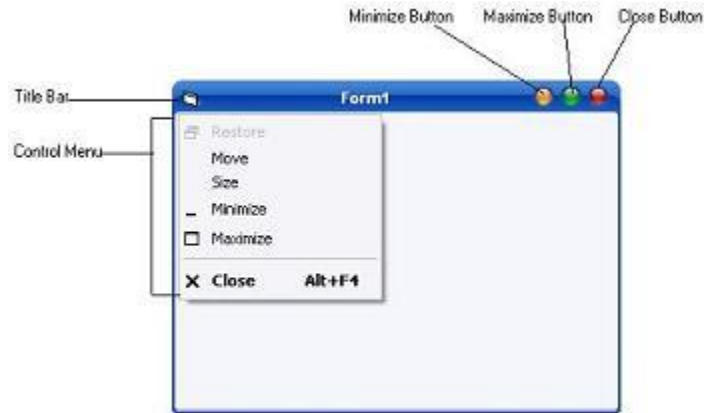 Minimize Button Maximize Button Close Button
Title Bar
Form1
Control Menu
Restore
Move
Size
Minimize
Maximize
Close Alt+F4